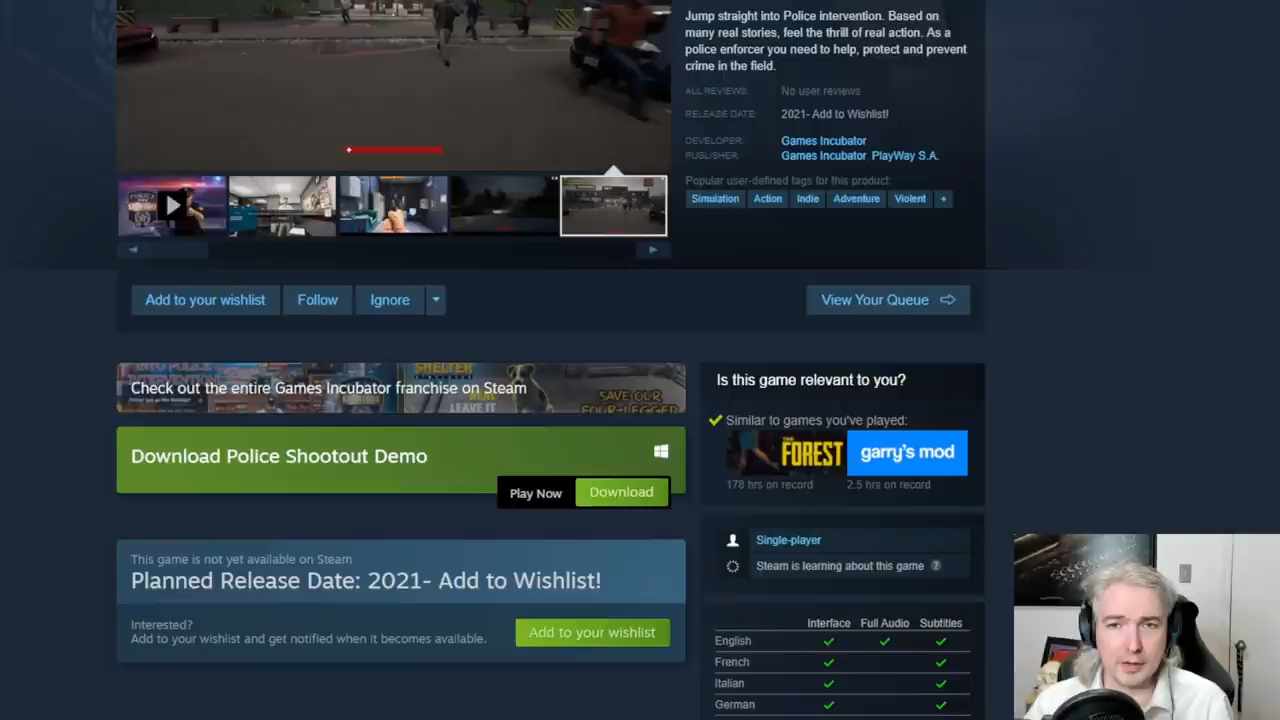 Jump straight into Police intervention. Based on
many real stories, feel the thrill of real action. As a
police enforcer you need to help, protect and prevent
crime in the field.
ALL REVIEWS: No user reviews
RELEASE DATE: 2021- Add to Wishlist!
DEVELOPER: Games Incubator
PUBLISHER: Games Incubator PlayWay S.A.
Popular user-defined tags for this product:
Simulation Action Indie Adventure Violent +
Add to your wishlist Follow Ignore
View Your Queue
SHELTER
LEAVE IT
SAVE OUR
FOUR-LEGGED
Check out the entire Games Incubator franchise on Steam
Download Police Shootout Demo
Play Now Download
This game is not yet available on Steam
Planned Release Date: 2021- Add to Wishlist!
Interested?
Add to your wishlist and get notified when it becomes available.
Add to your wishlist
Is this game relevant to you?
Similar to games you've played:
THE FOREST
garry's mod
178 hrs on record 2.5 hrs on record
Single-player
Steam is learning about this game ?
Interface Full Audio Subtitles
English
French
Italian
German